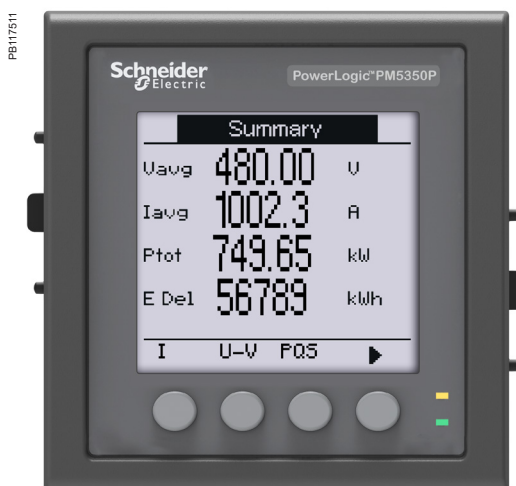 PB117511
Schneider
Electric
PowerLogic™PM5350P
Summary
Vavg 480.00 V
Iavg 1002.3 A
Ptot 749.65 kW
E Del 56789 kWh
I U-V PQS